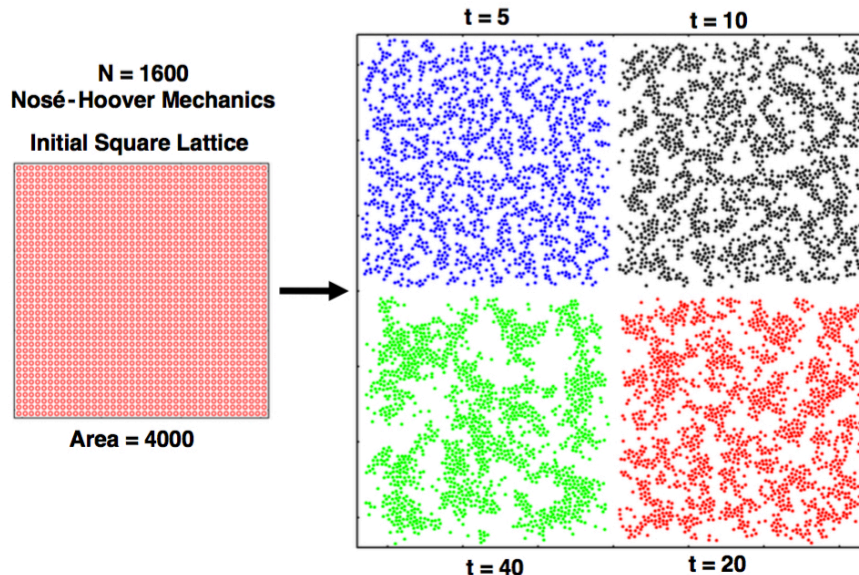 N = 1600
Nosé-Hoover Mechanics
Initial Square Lattice
Area = 4000
t = 5
t = 10
t = 40
t = 20